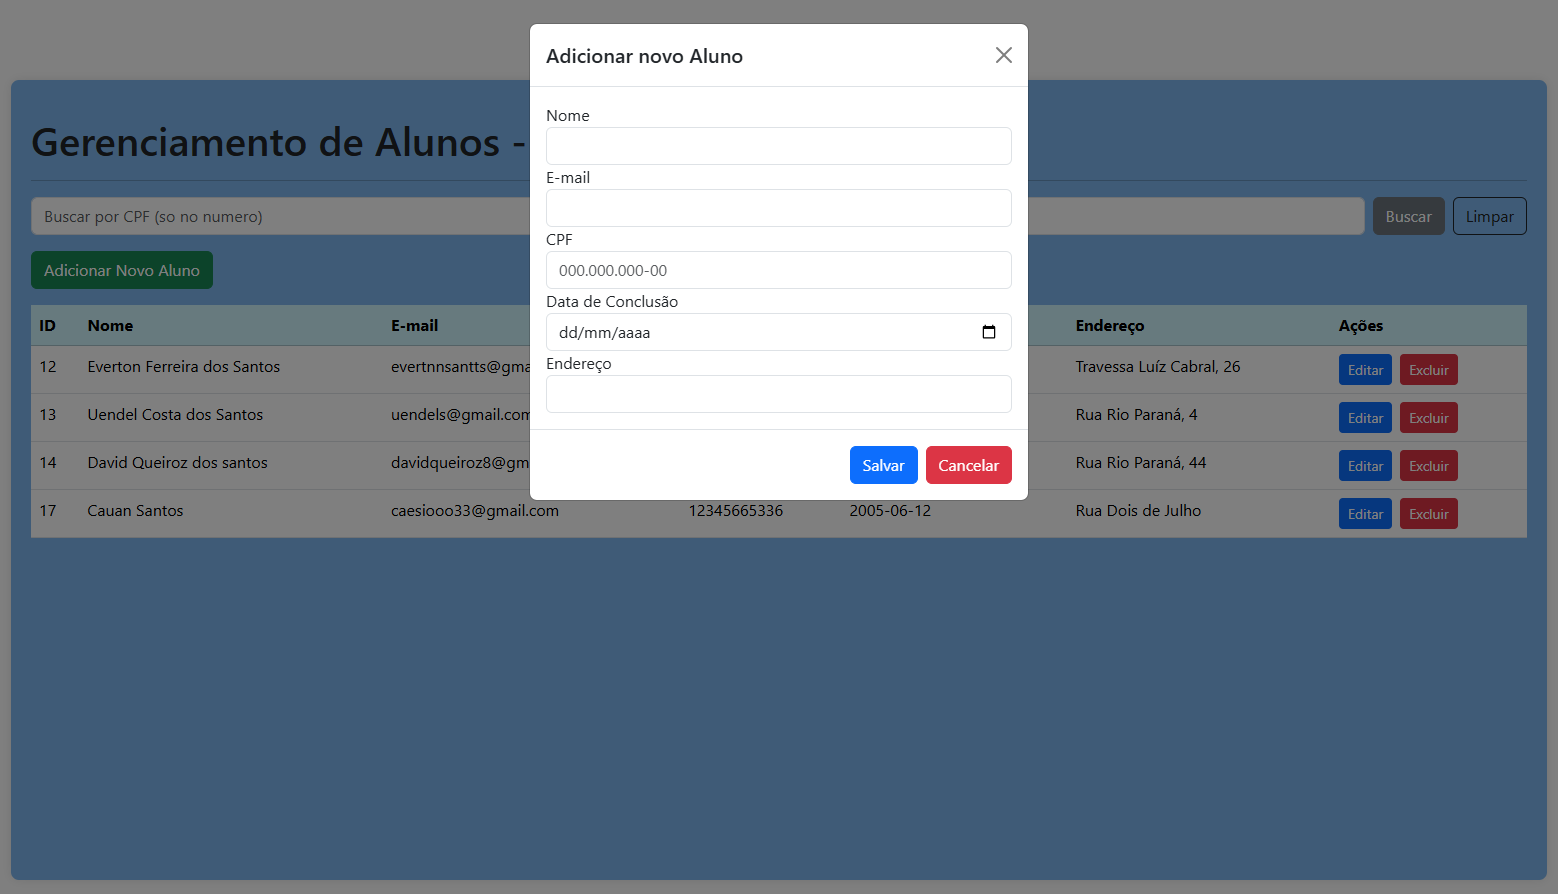 Adicionar novo Aluno
Nome
E-mail
CPF
000.000.000-00
Data de Conclusão
dd/mm/aaaa
Endereço
Salvar Cancelar
Gerenciamento de Alunos -
Buscar por CPF (so no numero) Buscar Limpar
Adicionar Novo Aluno
ID Nome E-mail Endereço Ações
12 Everton Ferreira dos Santos evertnnsantts@gma Travessa Luíz Cabral, 26 Editar Excluir
13 Uendel Costa dos Santos uendels@gmail.com Rua Rio Paraná, 4 Editar Excluir
14 David Queiroz dos santos davidqueiroz8@gm Rua Rio Paraná, 44 Editar Excluir
17 Cauan Santos caesiooo33@gmail.com 12345665336 2005-06-12 Rua Dois de Julho Editar Excluir